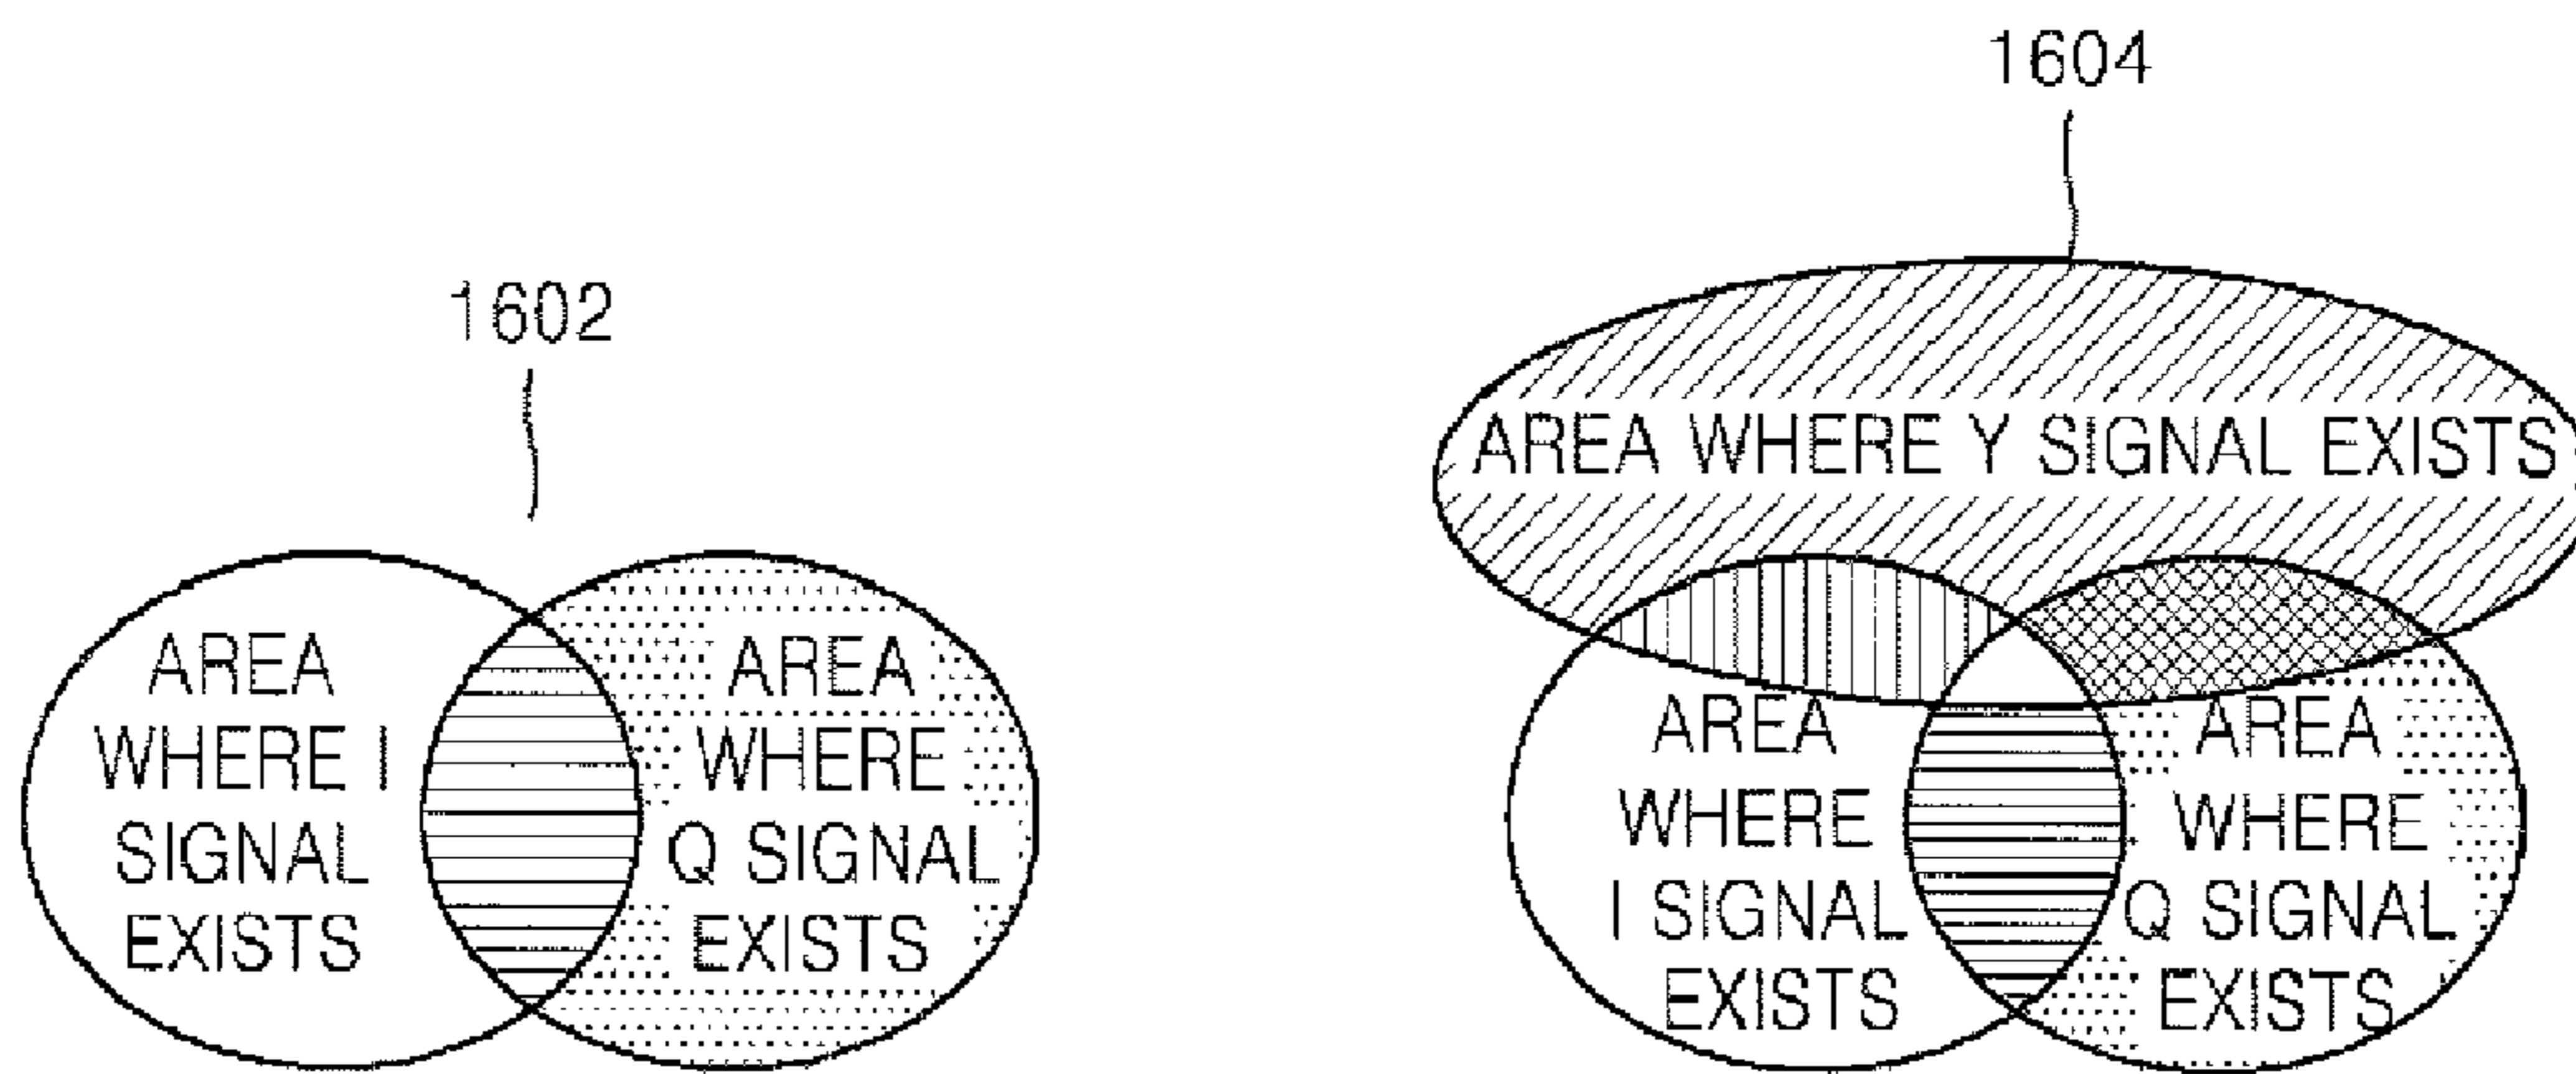 1602
AREA
WHERE I
SIGNAL
EXISTS
AREA
WHERE
Q SIGNAL
EXISTS
1604
AREA WHERE Y SIGNAL EXISTS
AREA
WHERE
I SIGNAL
EXISTS
AREA
WHERE
Q SIGNAL
EXISTS